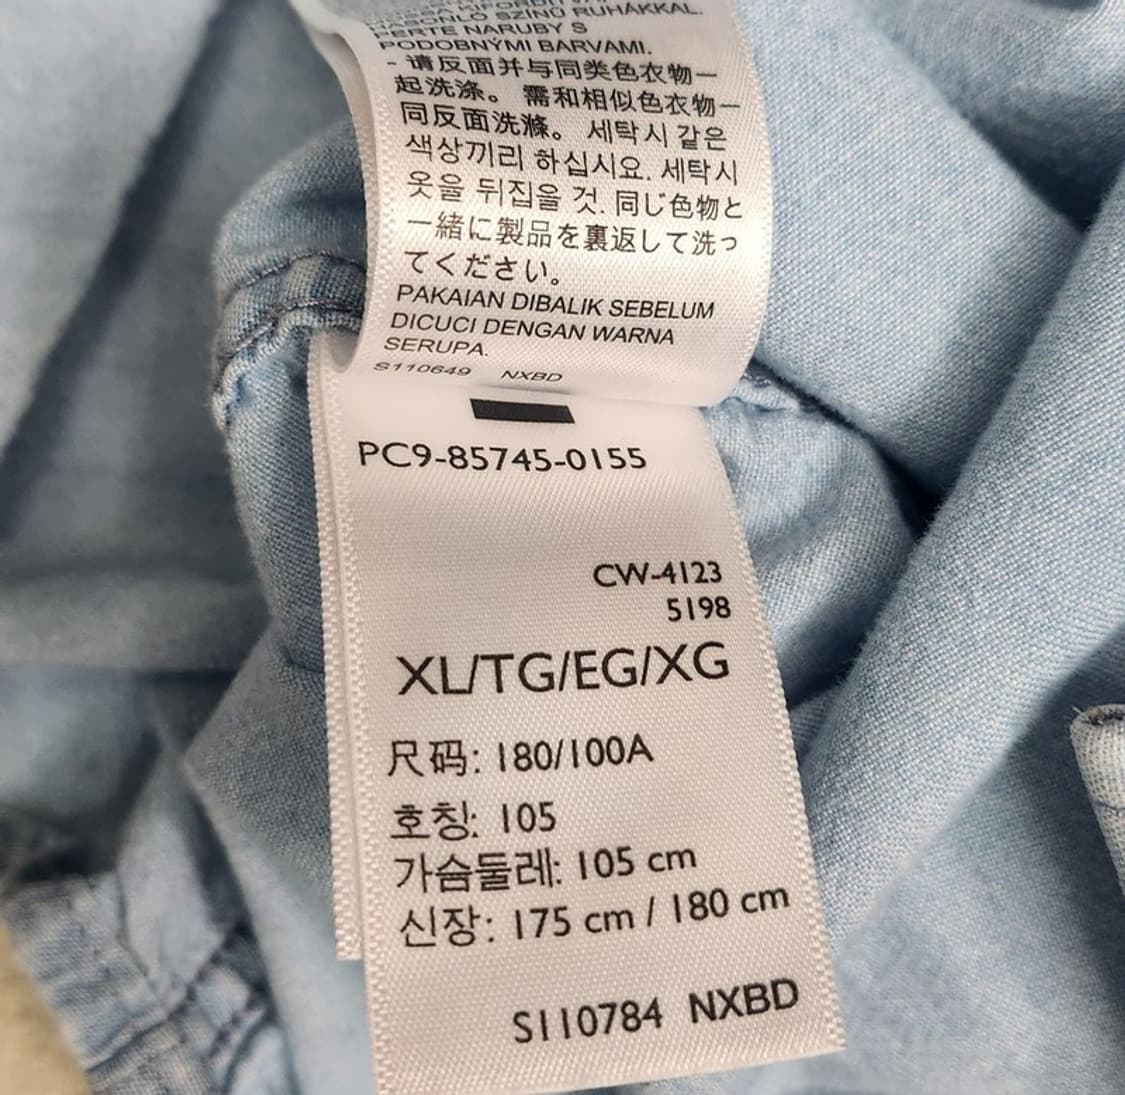 HASONLÓ SZÍNŰ RUHÁKKAL.
PERTE NARUBY S
PODOBNÝMI BARVAMI.
- 请反面并与同类色衣物一
起洗涤。 需和相似色衣物一
同反面洗滌。 세탁시 같은
색상끼리 하십시요. 세탁시
옷을 뒤집을 것. 同じ色物と
一緒に製品を裏返して洗っ
てください。
PAKAIAN DIBALIK SEBELUM
DICUCI DENGAN WARNA
SERUPA.
S110649 NXBD
PC9-85745-0155
CW-4123
5198
XL/TG/EG/XG
尺码: 180/100A
호칭: 105
가슴둘레: 105 cm
신장: 175 cm / 180 cm
S110784 NXBD